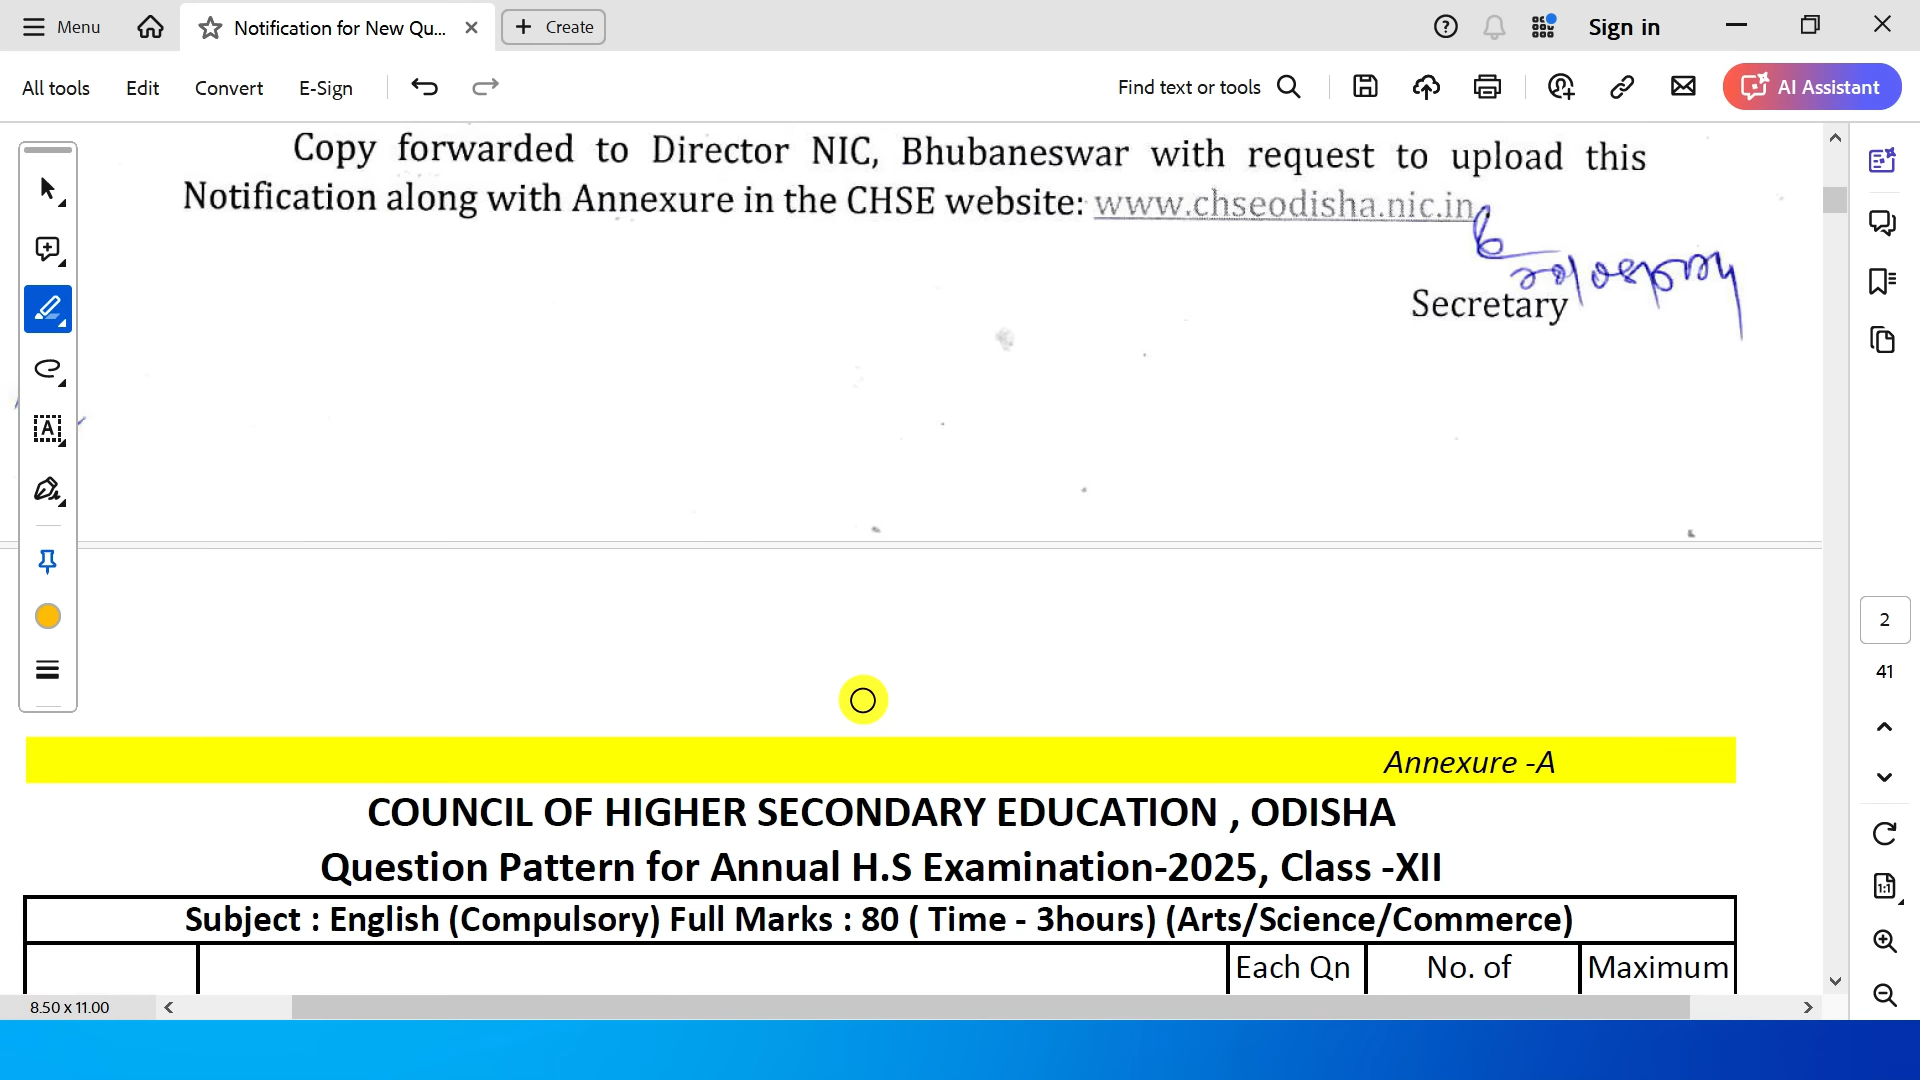 Menu
Notification for New Qu...
Create
Sign in
All tools
Edit
Convert
E-Sign
Find text or tools
AI Assistant
Copy forwarded to Director NIC, Bhubaneswar with request to upload this
Notification along with Annexure in the CHSE website: www.chseodisha.nic.in.
Secretary
Annexure -A
COUNCIL OF HIGHER SECONDARY EDUCATION , ODISHA
Question Pattern for Annual H.S Examination-2025, Class -XII
Subject : English (Compulsory) Full Marks : 80 ( Time - 3hours) (Arts/Science/Commerce)
Each Qn No. of Maximum
2
41
8.50 x 11.00